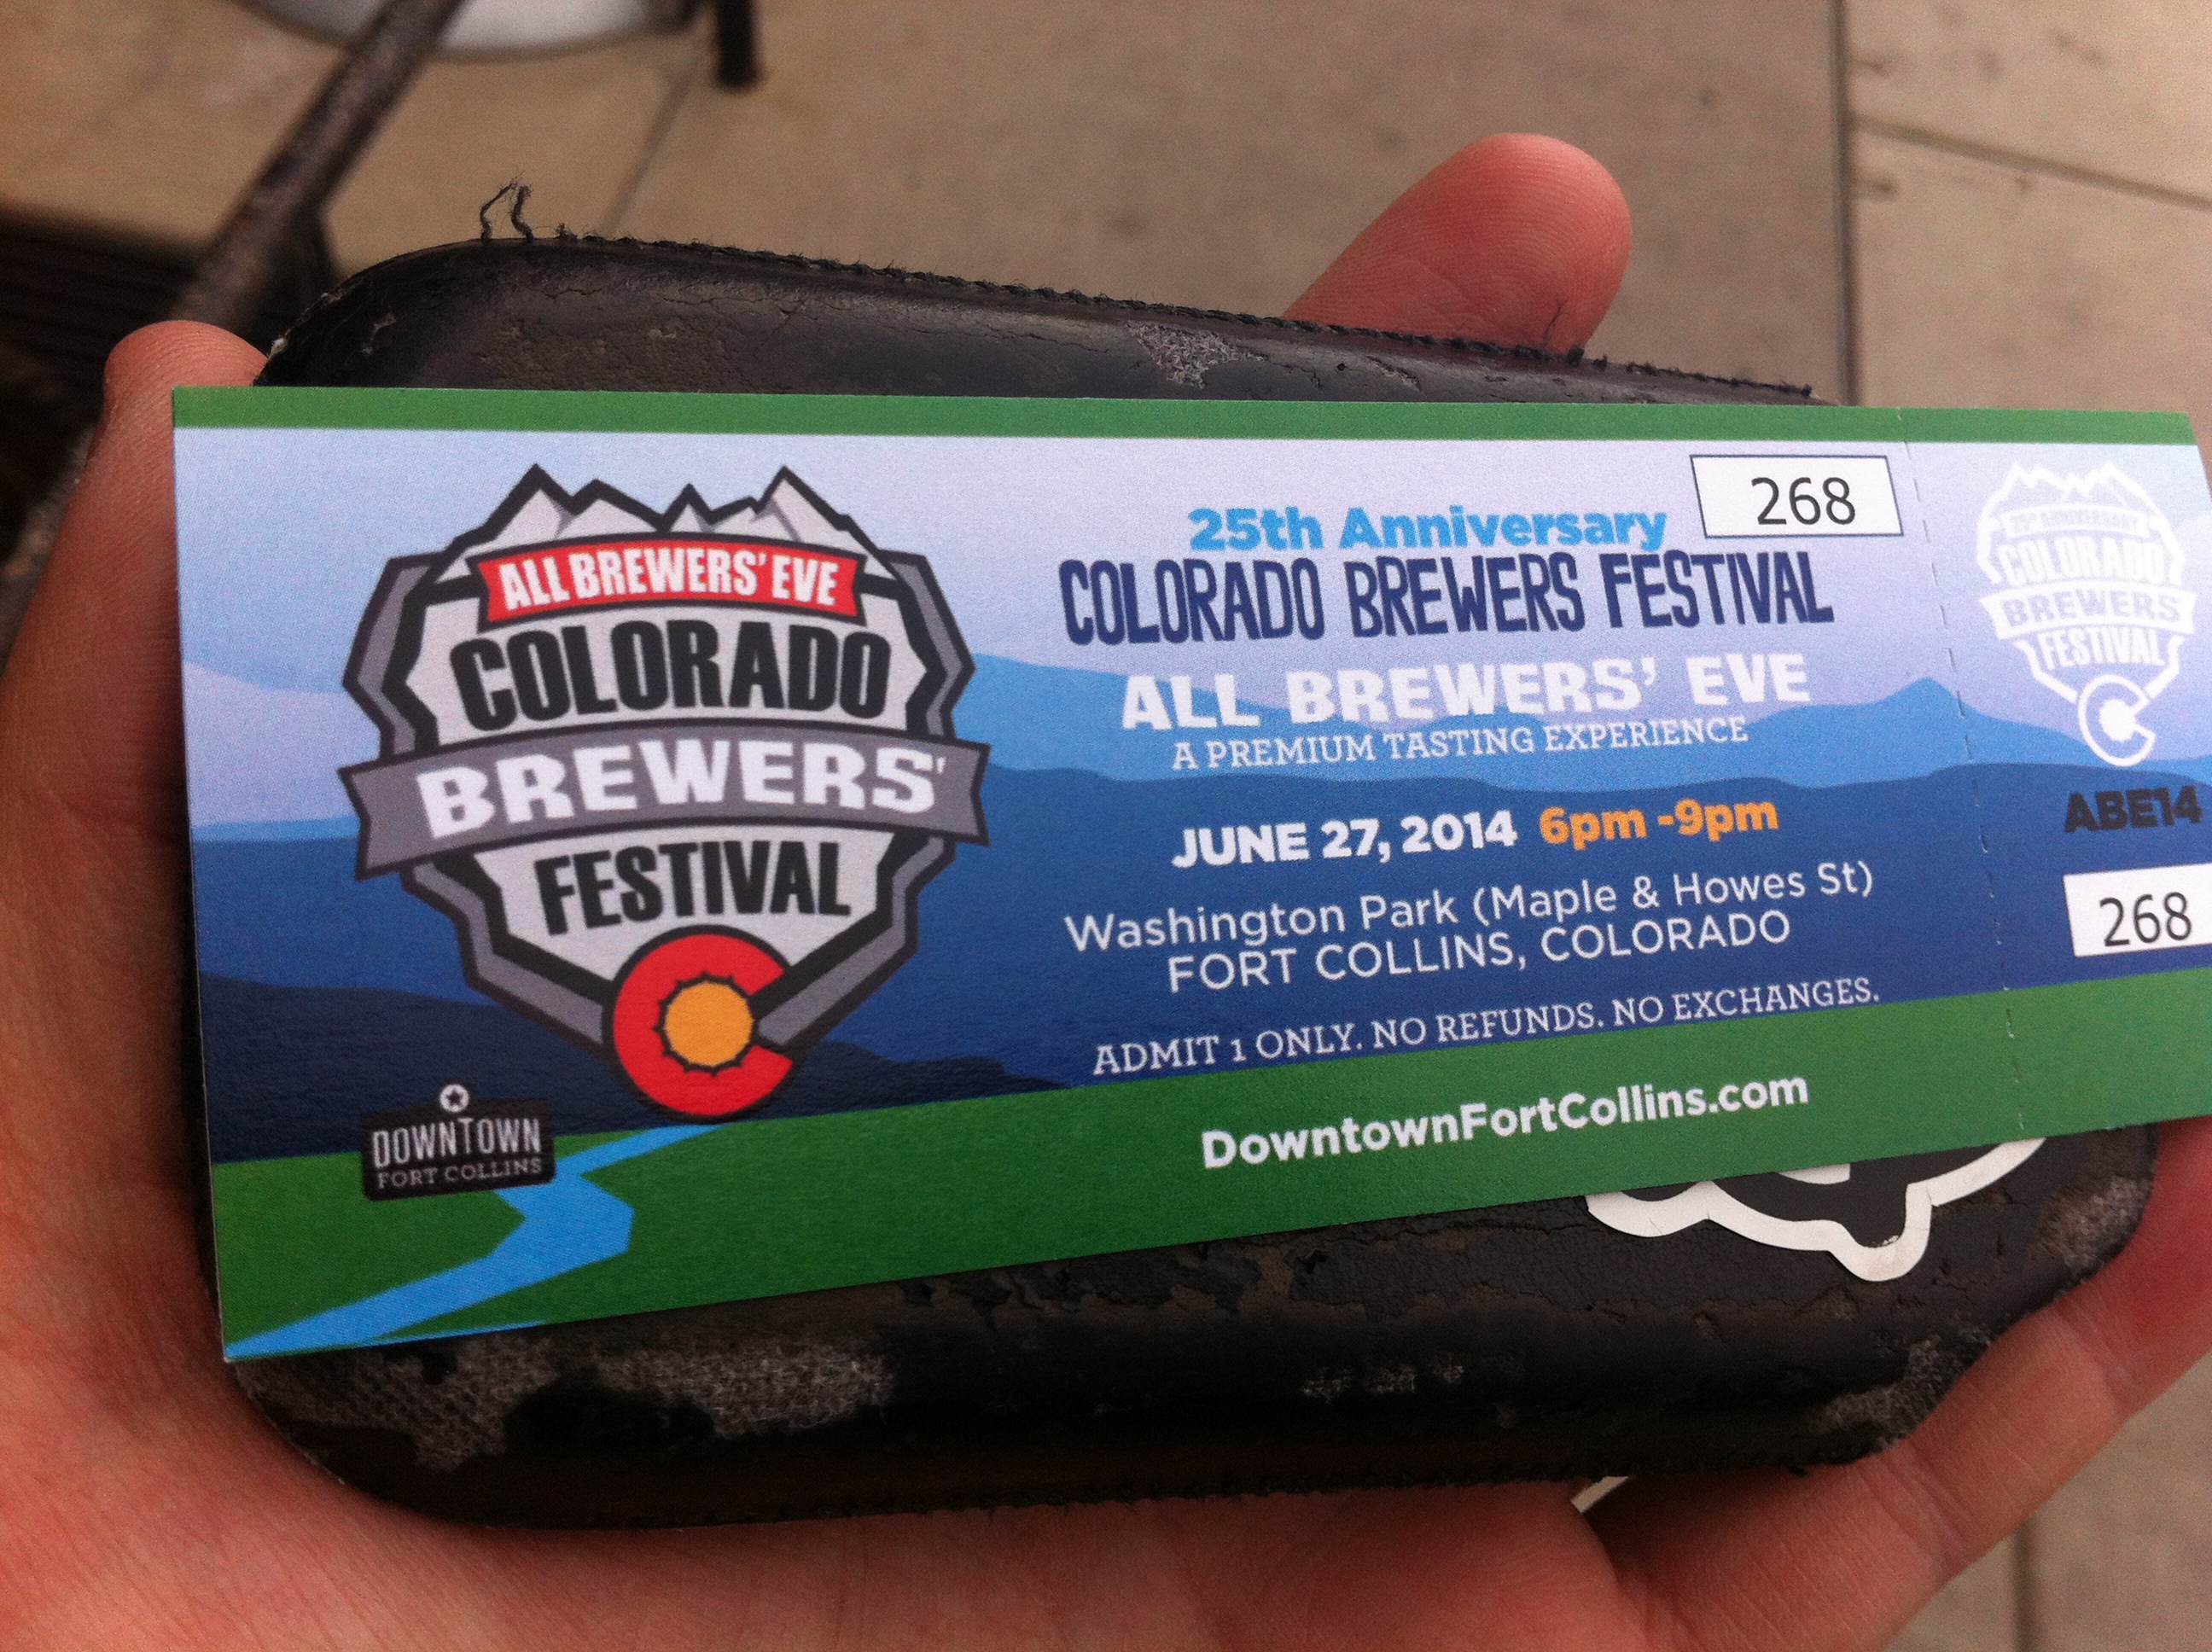 ALL BREWERS' EVE
COLORADO
BREWERS'
FESTIVAL
DOWNTOWN
FORT COLLINS
268
25th Anniversary
COLORADO BREWERS FESTIVAL
ALL BREWERS' EVE
A PREMIUM TASTING EXPERIENCE
JUNE 27, 2014 6pm -9pm
Washington Park (Maple & Howes St)
FORT COLLINS, COLORADO
ADMIT 1 ONLY. NO REFUNDS. NO EXCHANGES.
DowntownFortCollins.com
25TH ANNIVERSARY
COLORADO
BREWERS
FESTIVAL
ABE14
268